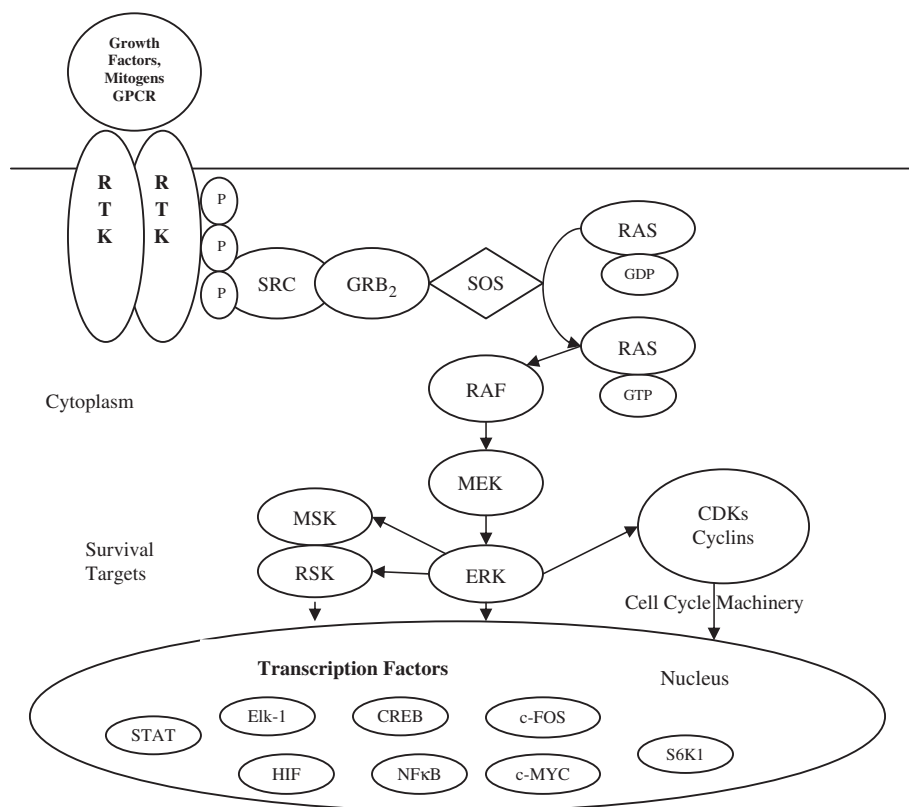 Growth
Factors,
Mitogens
GPCR
R
T
K
R
T
K
P
P
P
SRC
GRB2
SOS
RAS
GDP
RAS
GTP
RAF
Cytoplasm
MEK
MSK
RSK
ERK
CDKs
Cyclins
Survival
Targets
Cell Cycle Machinery
Transcription Factors
Nucleus
Elk-1
CREB
c-FOS
STAT
S6K1
HIF
NFκB
c-MYC